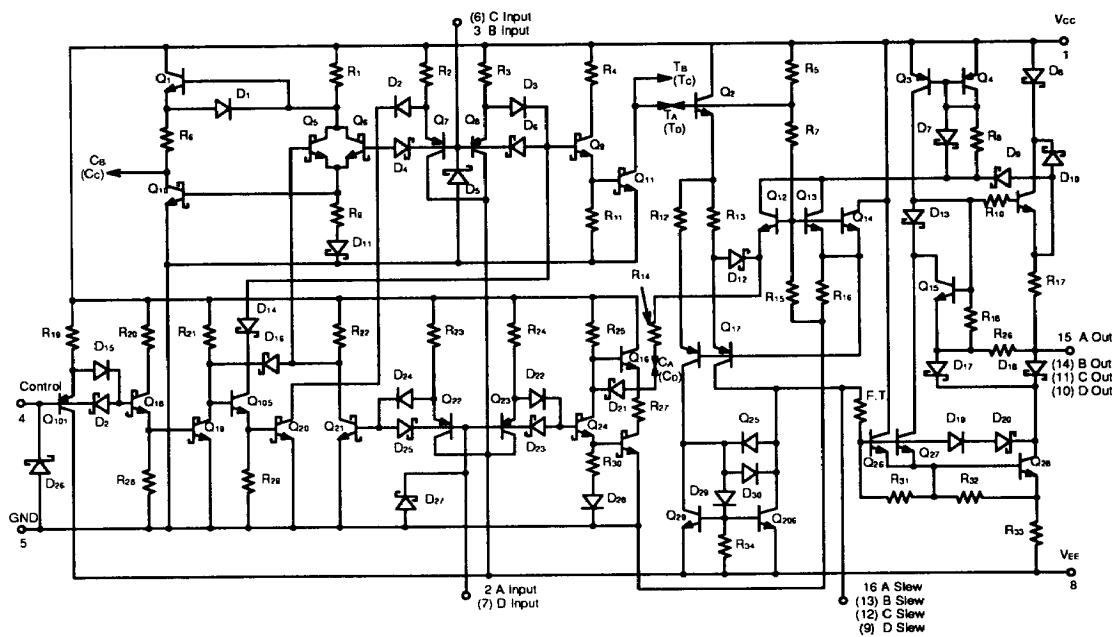 (6) C Input
3 B Input
VCC
1
Q1
D1
R1
D2
R2
R3
D3
R4
TB
(TC)
Q2
R5
Q3
Q4
D8
R6
Q5
Q6
Q7
Q8
D6
TA
(TD)
R7
D7
R8
D9
D10
CB
(CC)
Q10
D4
D5
Q9
Q11
Q12
Q13
Q14
R9
R11
R12
R13
D13
R10
D11
D12
R14
R15
R16
Q15
R17
R18
D14
R19
R20
R21
D16
R22
R23
R24
R25
Q16
CA
(CD)
Q17
R26
15 A Out
(14) B Out
(11) C Out
(10) D Out
D17
D18
D15
Control
4
Q101
D2
Q18
Q105
D24
Q22
Q23
D22
D21
R27
F.T.
Q19
Q20
Q21
D25
Q24
Q25
D19
D20
D26
R28
R29
D27
R30
D28
D29
D30
Q26
Q27
Q28
R31
R32
GND
5
Q29
Q206
R34
R33
VEE
8
2 A Input
(7) D Input
16 A Slew
(13) B Slew
(12) C Slew
(9) D Slew